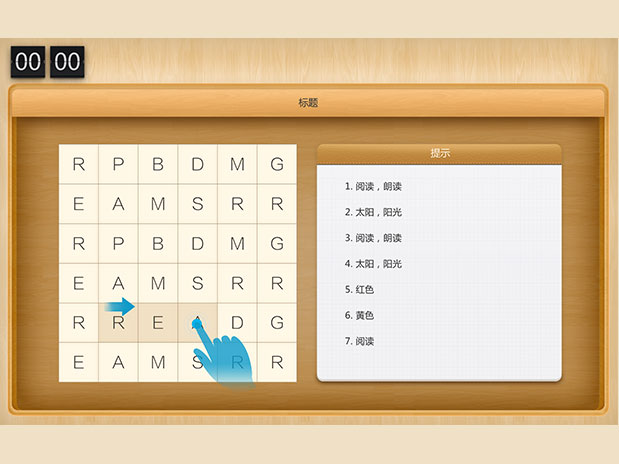 00 00
标题
R P B D M G
E A M S R R
R P B D M G
E A M S R R
R R E A D G
E A M S R R
提示
1. 阅读，朗读
2. 太阳，阳光
3. 阅读，朗读
4. 太阳，阳光
5. 红色
6. 黄色
7. 阅读